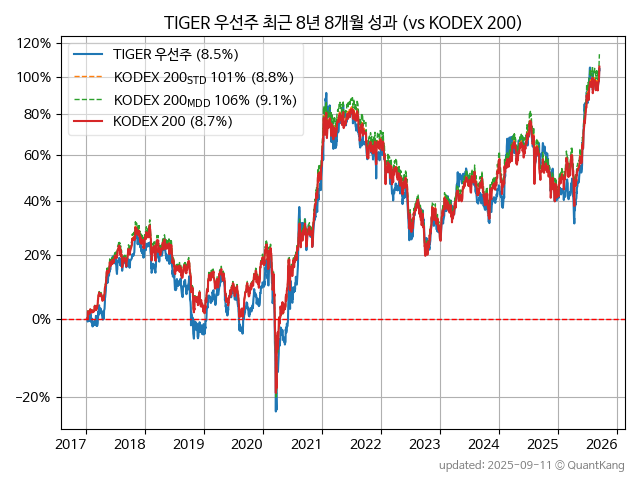 TIGER 우선주 최근 8년 8개월 성과 (vs KODEX 200)
120%
100%
80%
60%
40%
20%
0%
−20%
TIGER 우선주 (8.5%)
KODEX 200STD 101% (8.8%)
KODEX 200MDD 106% (9.1%)
KODEX 200 (8.7%)
2017 2018 2019 2020 2021 2022 2023 2024 2025 2026
updated: 2025-09-11 © QuantKang